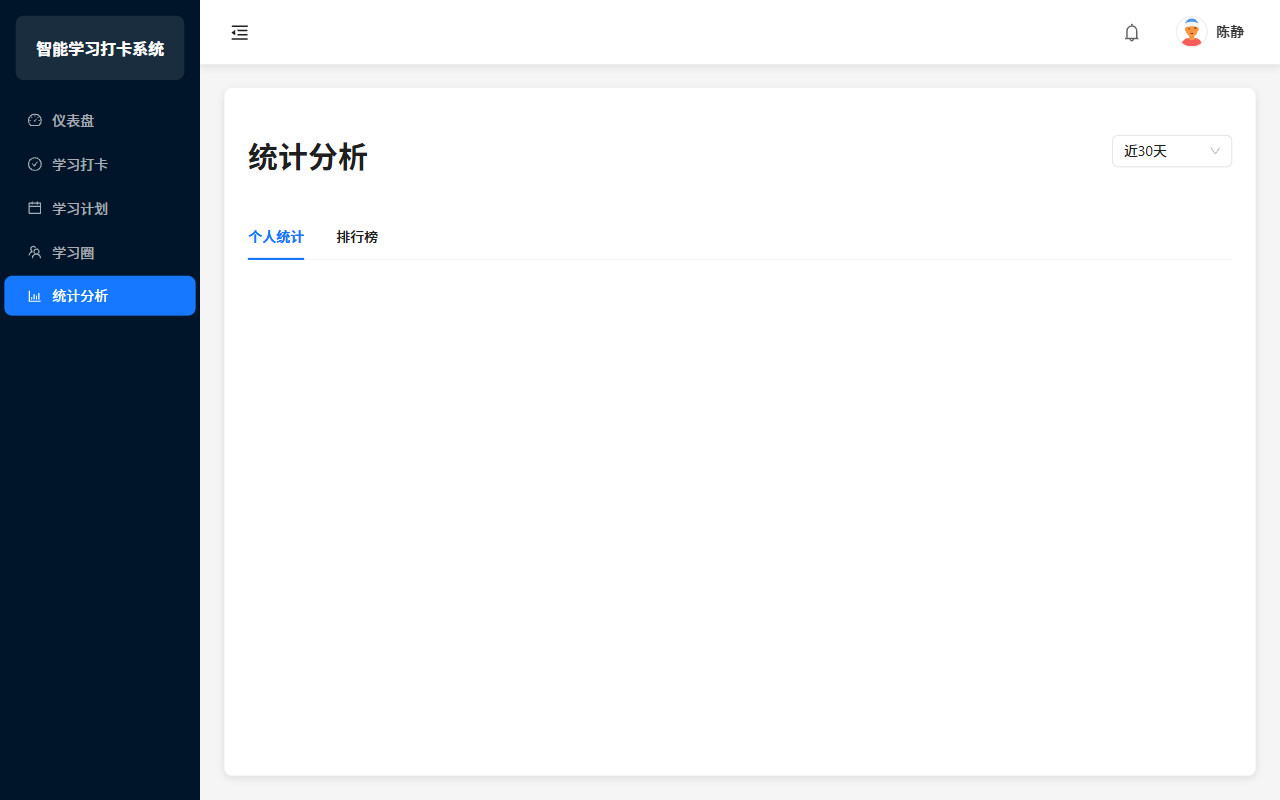 智能学习打卡系统
仪表盘
学习打卡
学习计划
学习圈
统计分析
陈静
统计分析
近30天
个人统计
排行榜